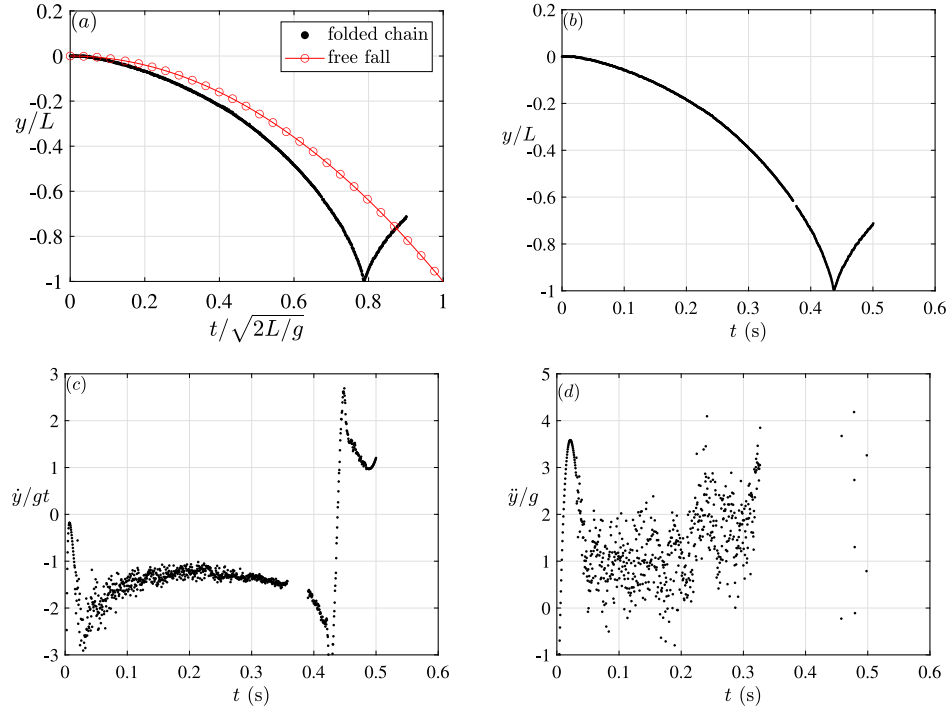 (a)
folded chain
free fall
0.2
0
-0.2
-0.4
-0.6
-0.8
-1
y/L
0 0.2 0.4 0.6 0.8 1
t/√2L/g
(b)
0.2
0
-0.2
-0.4
-0.6
-0.8
-1
y/L
0 0.1 0.2 0.3 0.4 0.5 0.6
t (s)
(c)
3
2
1
0
-1
-2
-3
ẏ/gt
0 0.1 0.2 0.3 0.4 0.5 0.6
t (s)
(d)
5
4
3
2
1
0
-1
ÿ/g
0 0.1 0.2 0.3 0.4 0.5 0.6
t (s)